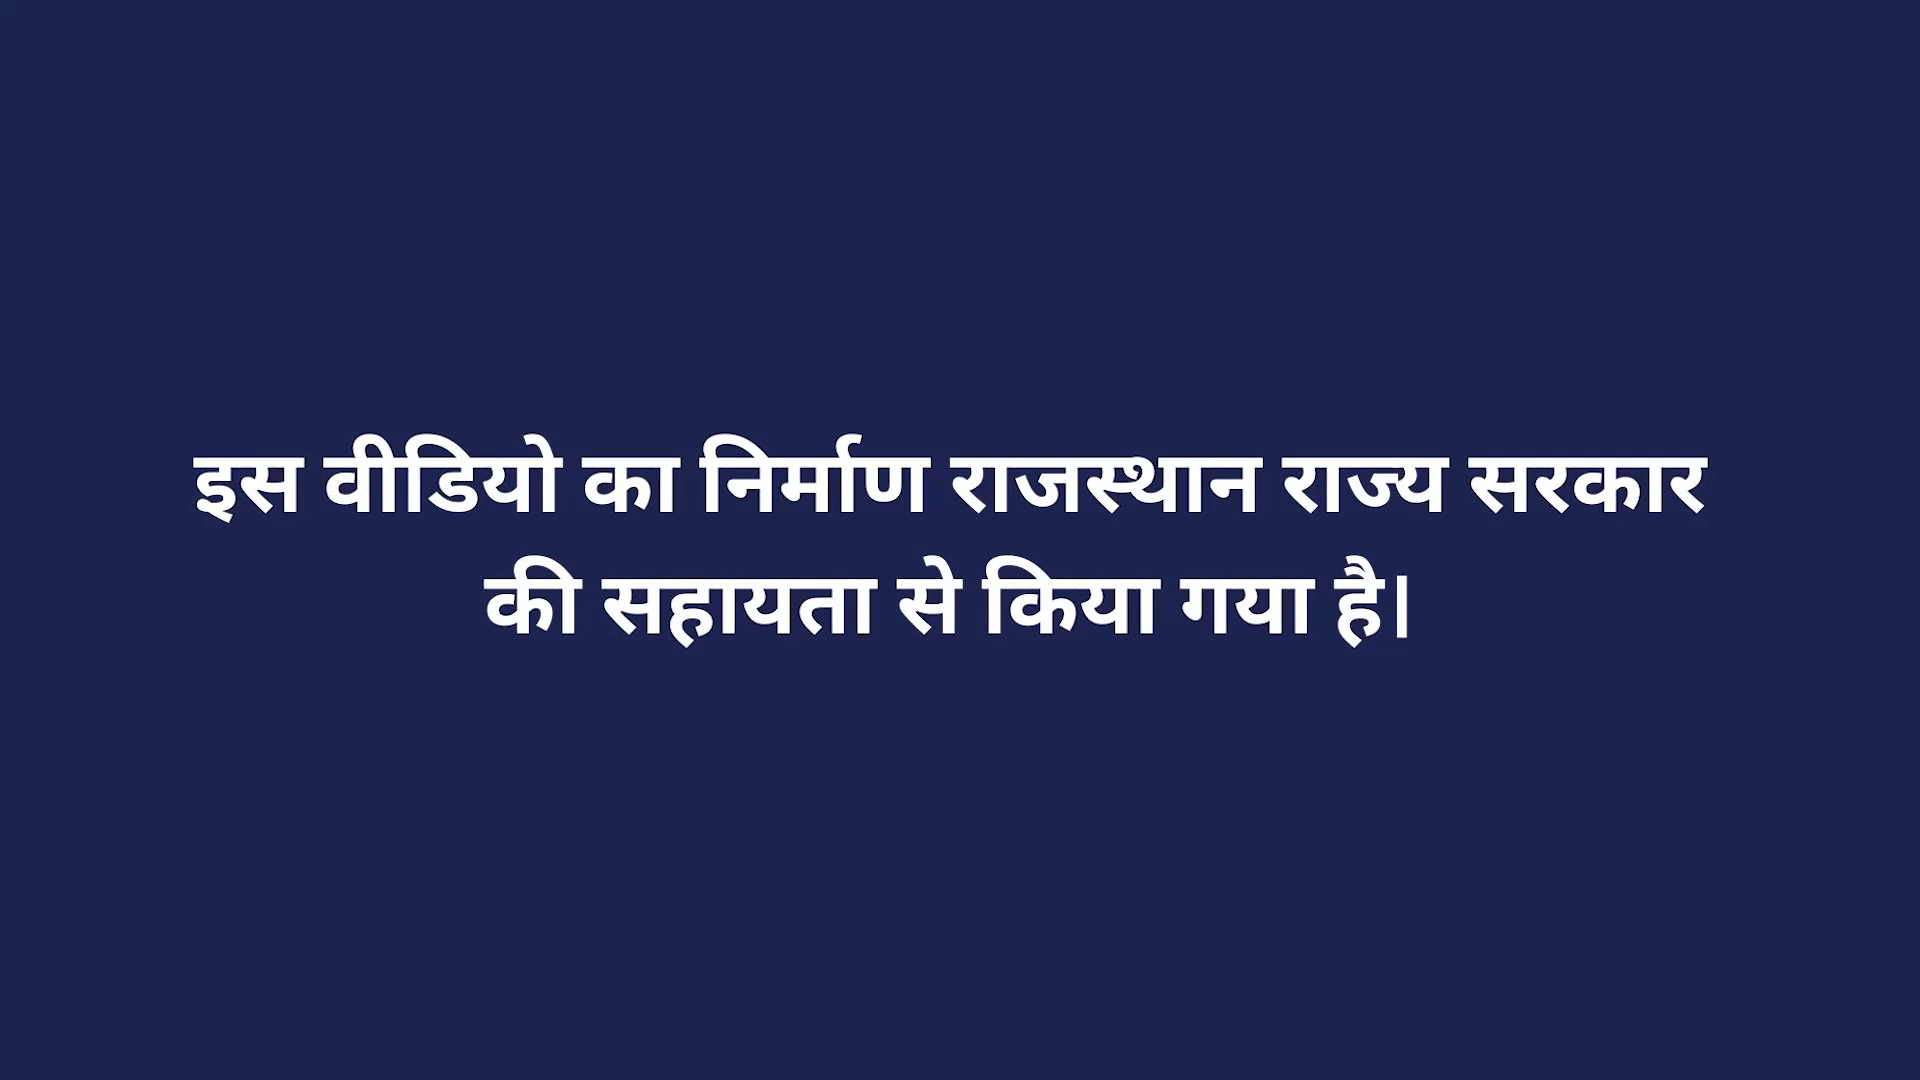 इस वीडियो का निर्माण राजस्थान राज्य सरकार
की सहायता से किया गया है।